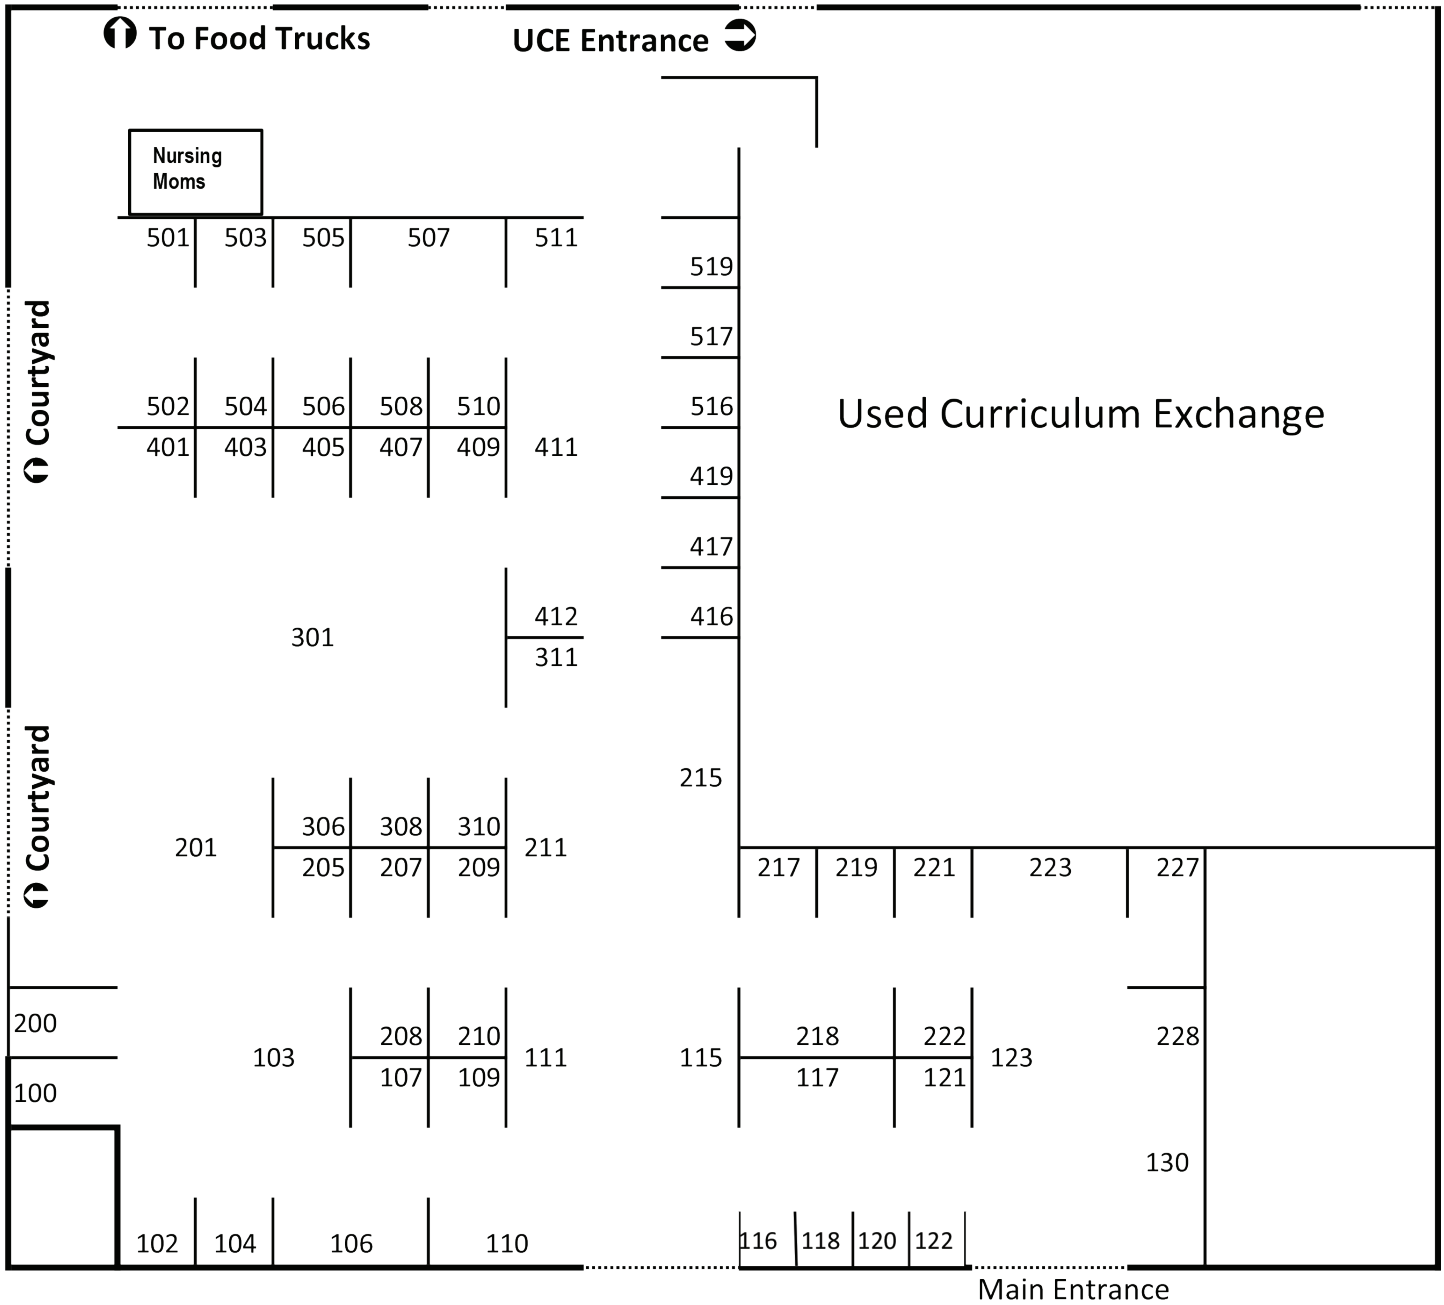 To Food Trucks
UCE Entrance
Nursing
Moms
501 503 505 507 511
519
517
Courtyard
502 504 506 508 510
516
Used Curriculum Exchange
401 403 405 407 409 411
419
417
412
416
301
311
Courtyard
215
306 308 310
201
211
205 207 209
217 219 221 223 227
200
208 210
218 222
228
103
111
115
123
107 109
117 121
100
130
102 104 106 110
116 118 120 122
Main Entrance